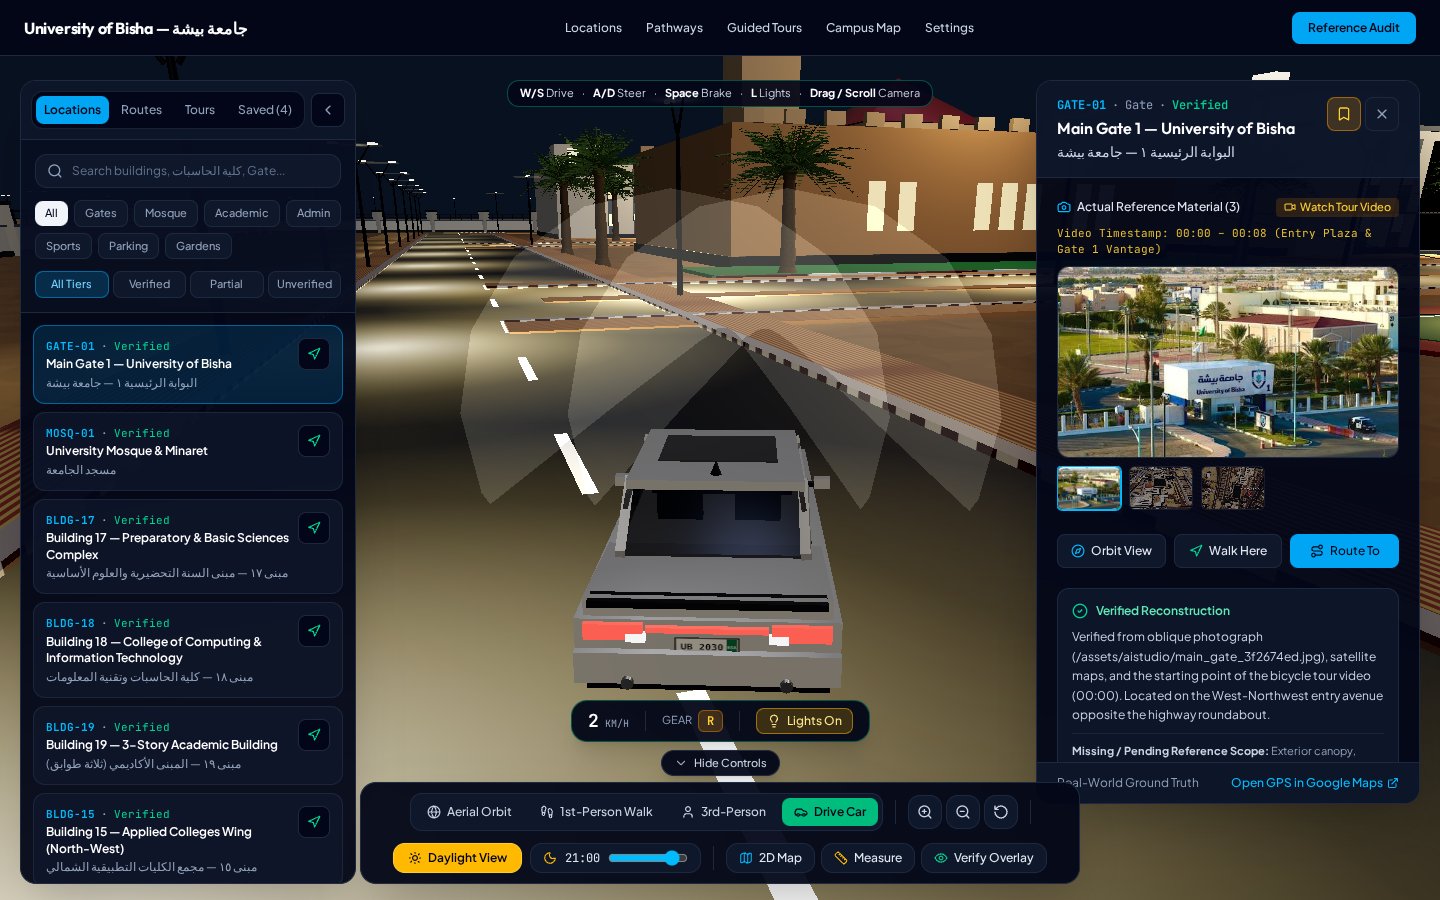 University of Bisha — جامعة بيشة
Locations
Pathways
Guided Tours
Campus Map
Settings
Reference Audit
Locations
Routes
Tours
Saved (4)
Search buildings, كلية الحاسبات, Gate...
All
Gates
Mosque
Academic
Admin
Sports
Parking
Gardens
All Tiers
Verified
Partial
Unverified
GATE-01 · Verified
Main Gate 1 — University of Bisha
البوابة الرئيسية ١ — جامعة بيشة
MOSQ-01 · Verified
University Mosque & Minaret
مسجد الجامعة
BLDG-17 · Verified
Building 17 — Preparatory & Basic Sciences
Complex
مبنى ١٧ — مبنى السنة التحضيرية والعلوم الأساسية
BLDG-18 · Verified
Building 18 — College of Computing &
Information Technology
مبنى ١٨ — كلية الحاسبات وتقنية المعلومات
BLDG-19 · Verified
Building 19 — 3-Story Academic Building
مبنى ١٩ — المبنى الأكاديمي (ثلاثة طوابق)
BLDG-15 · Verified
Building 15 — Applied Colleges Wing
(North-West)
مبنى ١٥ — مجمع الكليات التطبيقية الشمالي
W/S Drive · A/D Steer · Space Brake · L Lights · Drag / Scroll Camera
UB 2030
2 KM/H
GEAR R
Lights On
Hide Controls
Aerial Orbit
1st-Person Walk
3rd-Person
Drive Car
Daylight View
21:00
2D Map
Measure
Verify Overlay
GATE-01 · Gate · Verified
Main Gate 1 — University of Bisha
البوابة الرئيسية ١ — جامعة بيشة
Actual Reference Material (3)
Watch Tour Video
Video Timestamp: 00:00 – 00:08 (Entry Plaza &
Gate 1 Vantage)
جامعة بيشة
University of Bisha
1
Orbit View
Walk Here
Route To
Verified Reconstruction
Verified from oblique photograph
(/assets/aistudio/main_gate_3f2674ed.jpg), satellite
maps, and the starting point of the bicycle tour video
(00:00). Located on the West-Northwest entry avenue
opposite the highway roundabout.
Missing / Pending Reference Scope: Exterior canopy,
Real-World Ground Truth
Open GPS in Google Maps